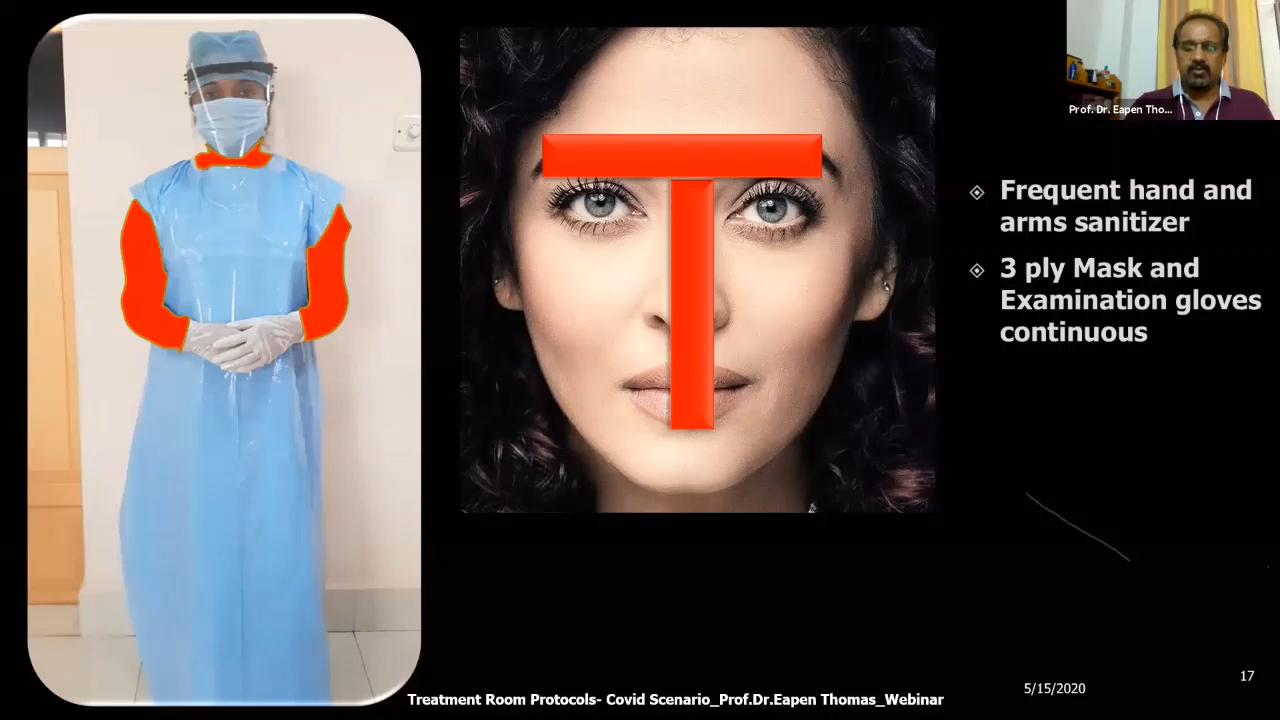 T
Prof. Dr. Eapen Tho...
Frequent hand and
arms sanitizer
3 ply Mask and
Examination gloves
continuous
17
5/15/2020
Treatment Room Protocols- Covid Scenario_Prof.Dr.Eapen Thomas_Webinar